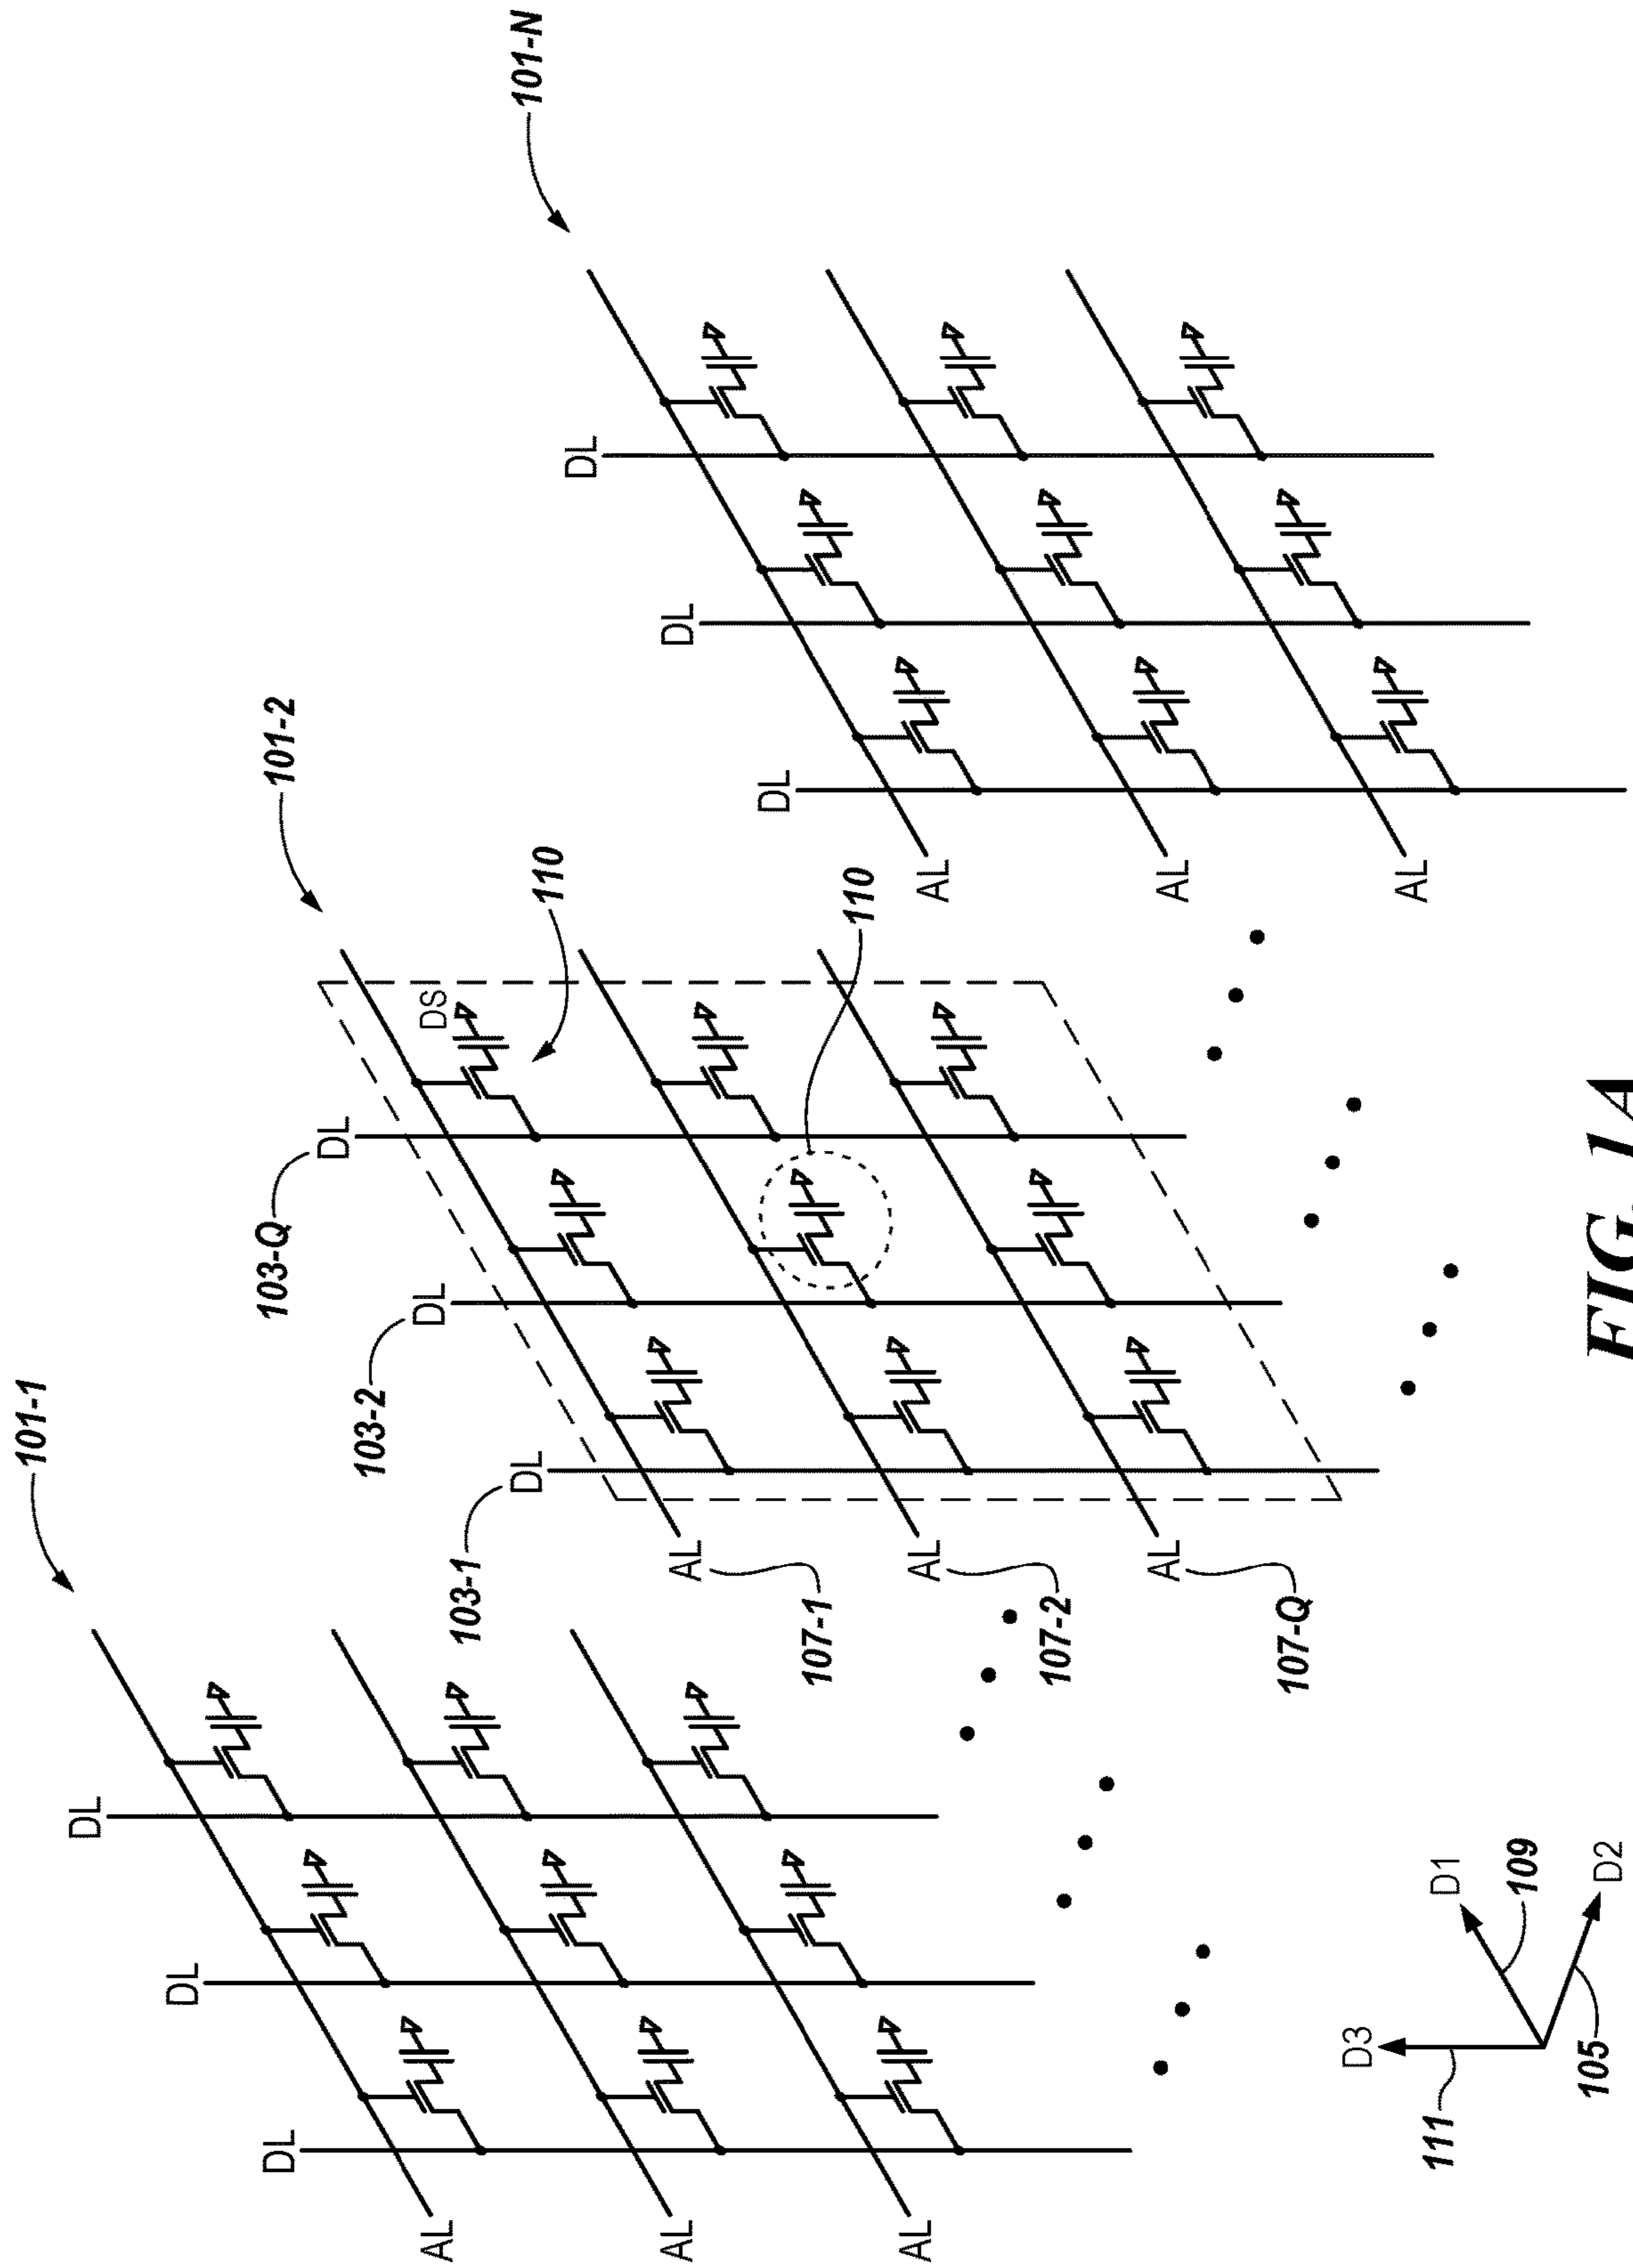 101-1
DL
DL
DL
AL
AL
AL
101-2
103-Q
DL
103-2
DL
DS
103-1
DL
110
110
AL
107-1
AL
107-2
AL
107-Q
101-N
DL
DL
DL
AL
AL
AL
D3
111
D1
109
105
D2
FIG. 1A